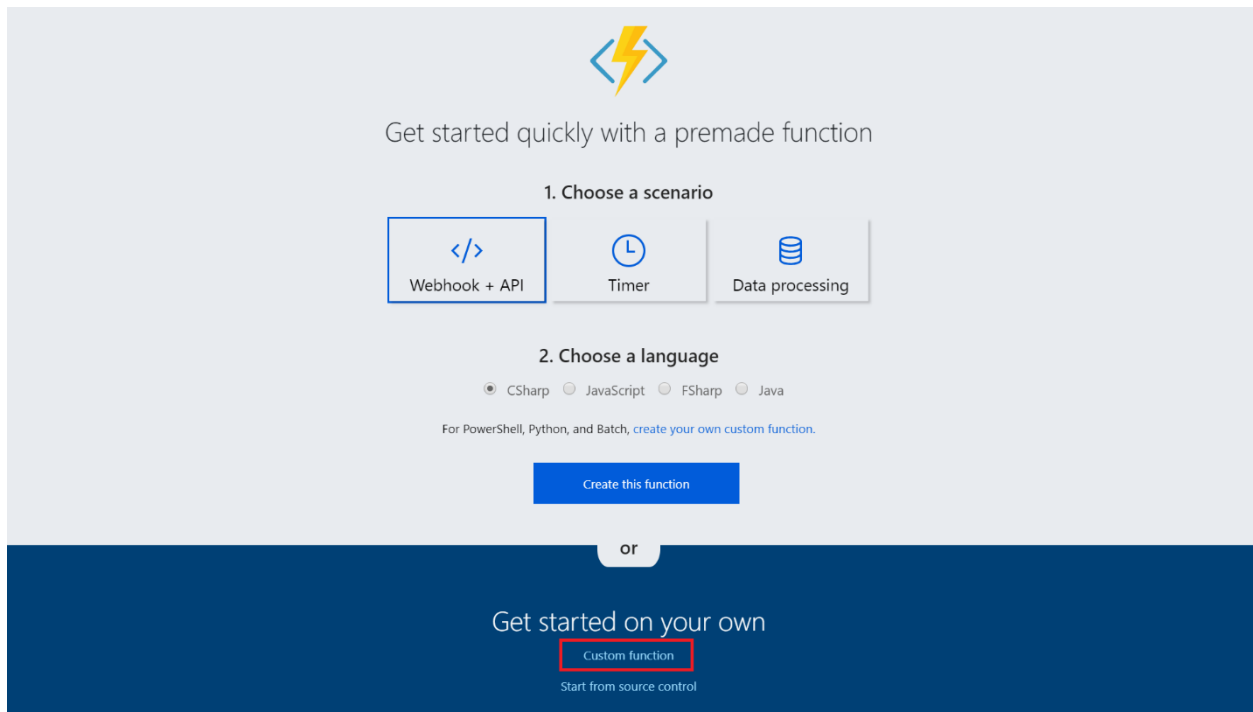 Get started quickly with a premade function
1. Choose a scenario
</>
Webhook + API
Timer
Data processing
2. Choose a language
CSharp JavaScript FSharp Java
For PowerShell, Python, and Batch, create your own custom function.
Create this function
or
Get started on your own
Custom function
Start from source control